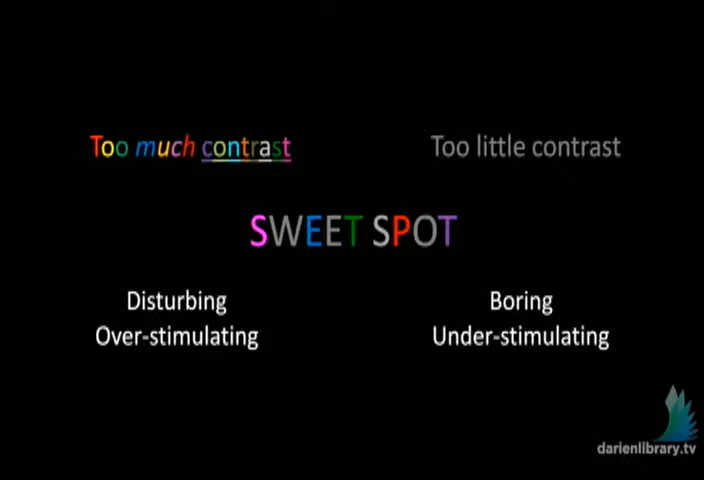 Too much contrast
Too little contrast
SWEET SPOT
Disturbing
Over-stimulating
Boring
Under-stimulating
darienlibrary.tv